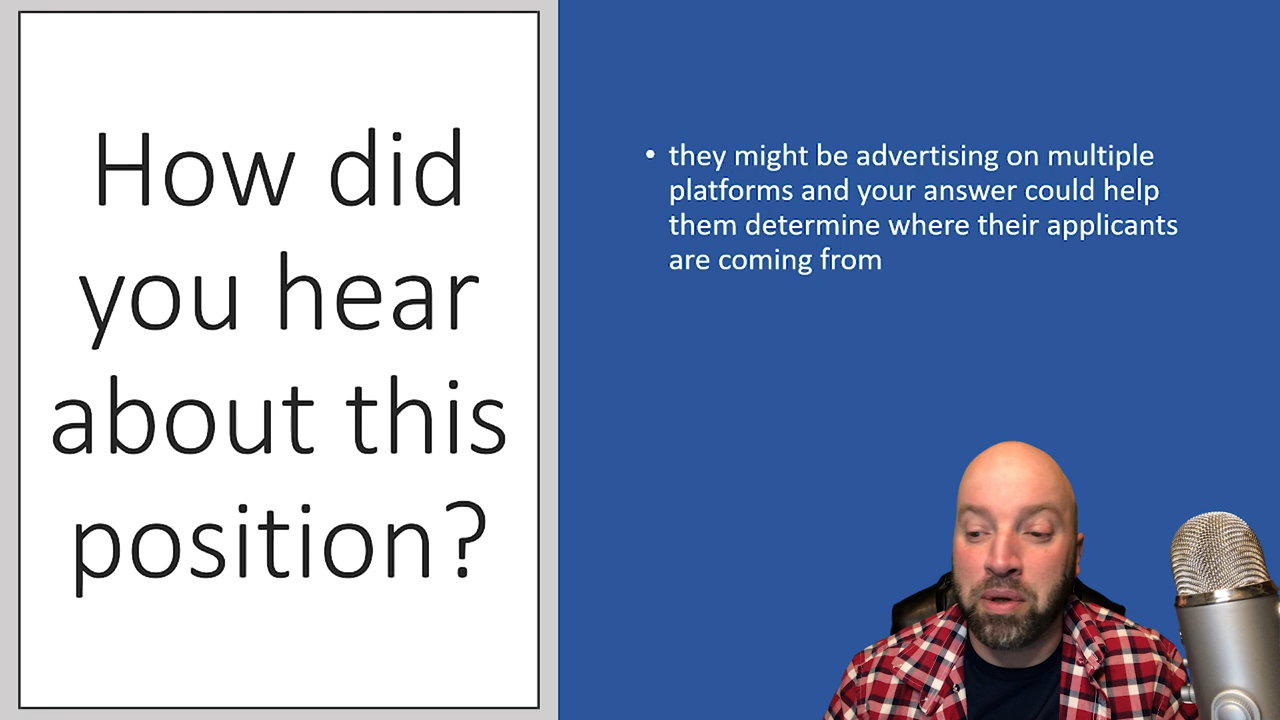 How did
you hear
about this
position?
• they might be advertising on multiple
platforms and your answer could help
them determine where their applicants
are coming from